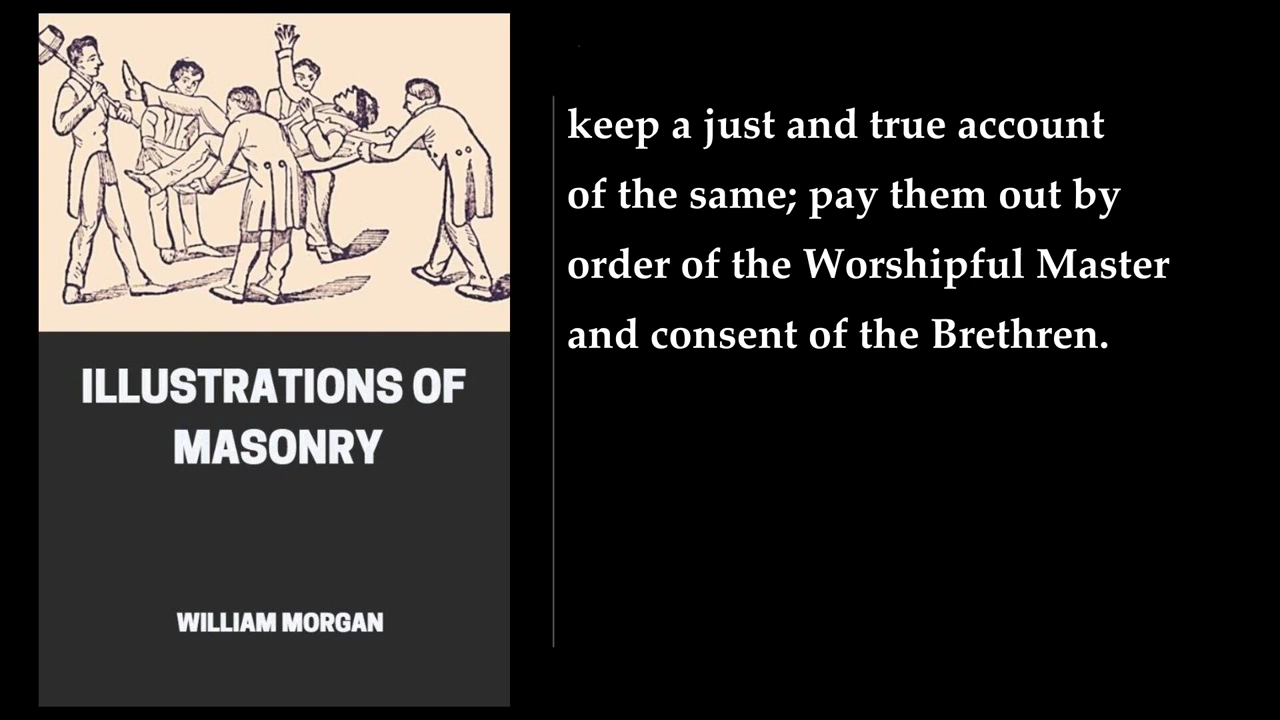 ILLUSTRATIONS OF
MASONRY
WILLIAM MORGAN
keep a just and true account
of the same; pay them out by
order of the Worshipful Master
and consent of the Brethren.